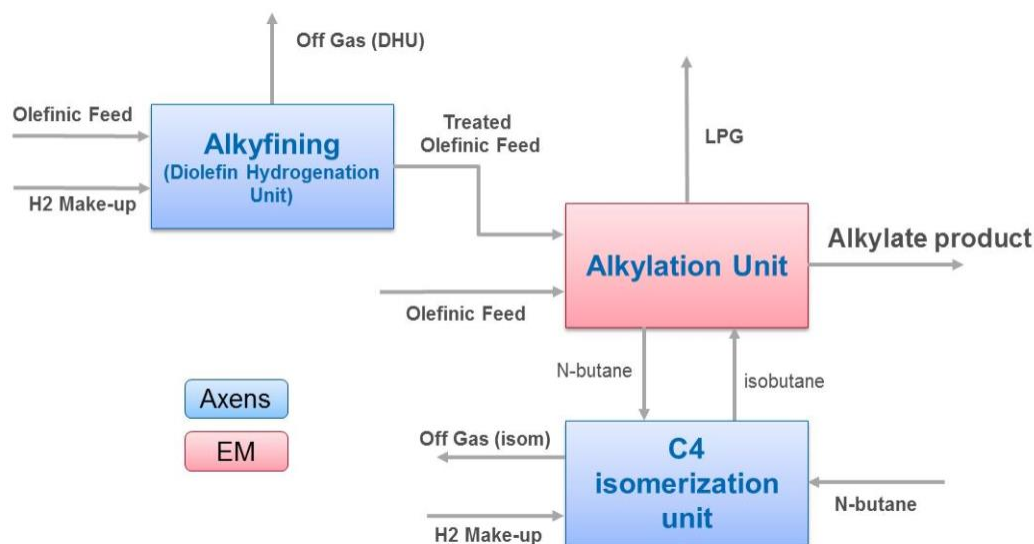 Off Gas (DHU)
Olefinic Feed
H2 Make-up
Alkyfining
(Diolefin Hydrogenation
Unit)
Treated
Olefinic Feed
LPG
Alkylation Unit
Alkylate product
Olefinic Feed
N-butane
isobutane
Axens
EM
Off Gas (isom)
H2 Make-up
C4
isomerization
unit
N-butane